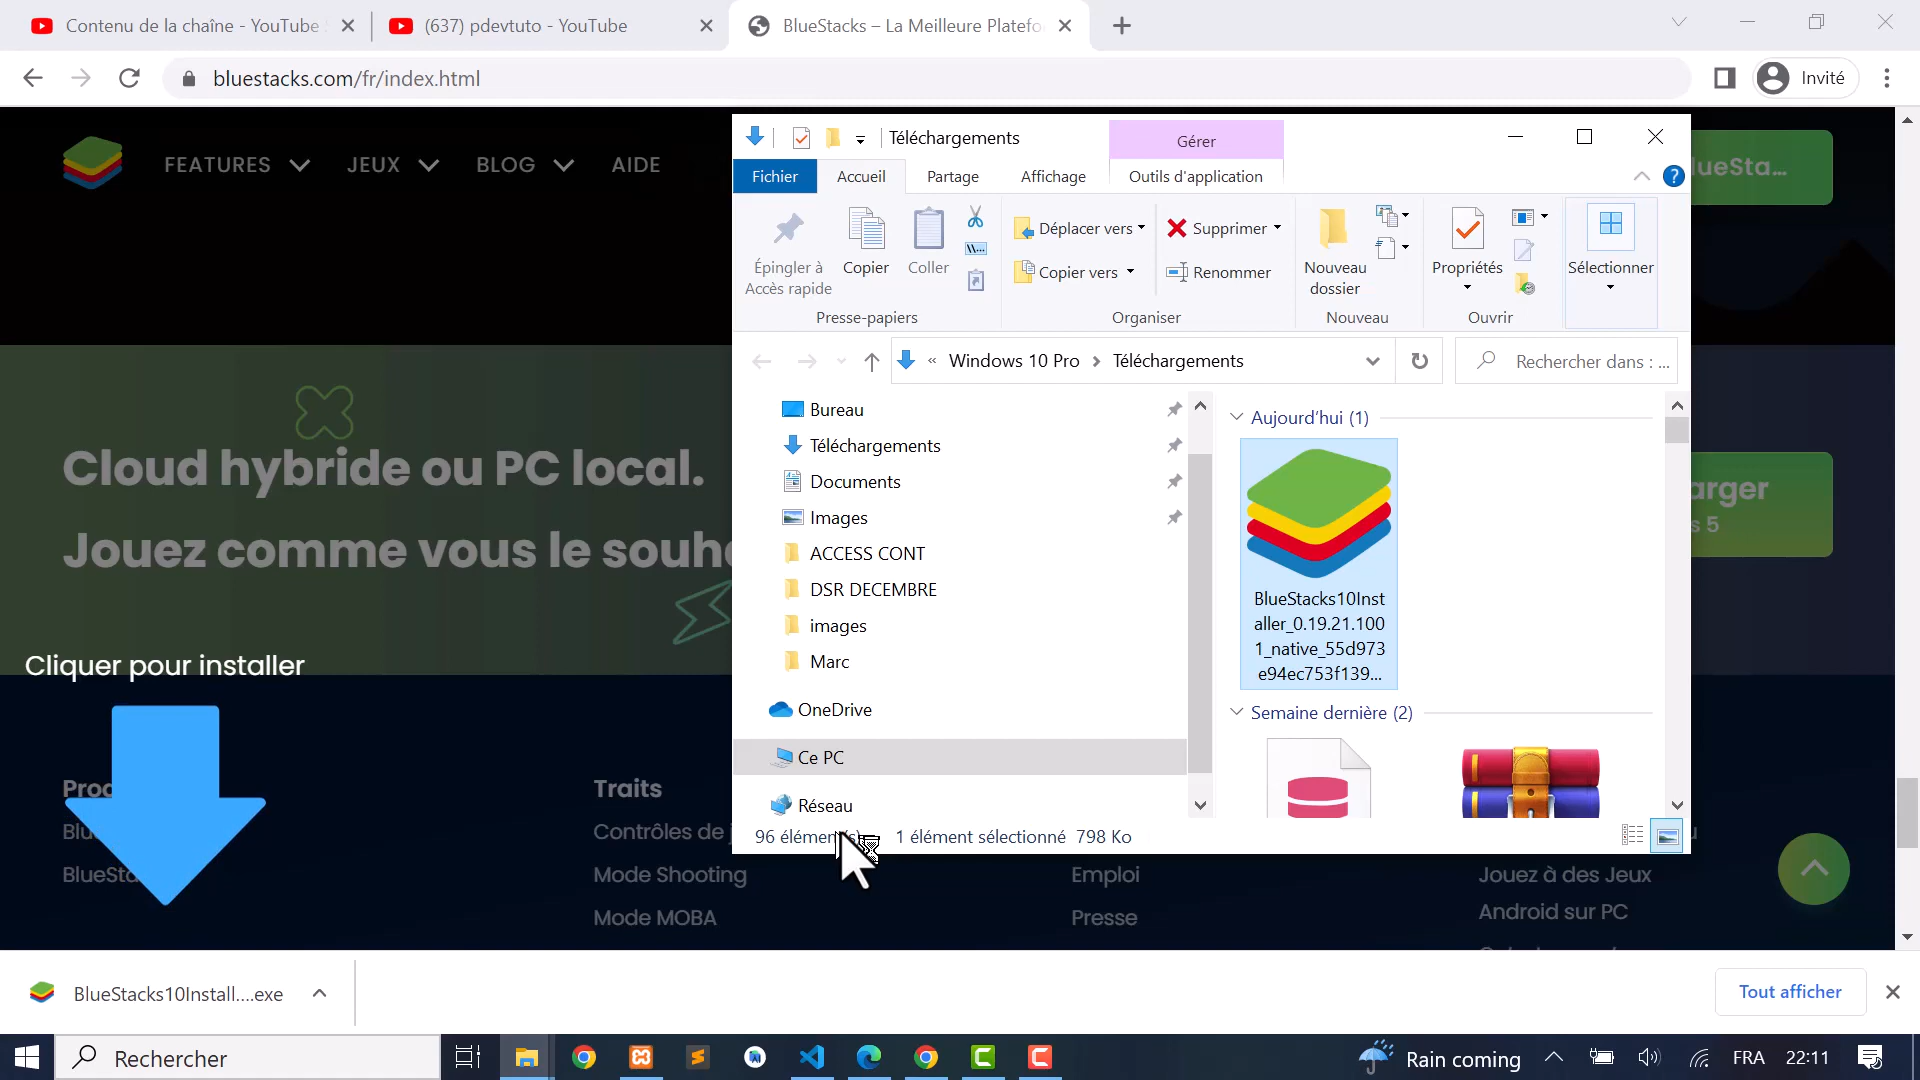 Contenu de la chaîne - YouTube
(637) pdevtuto - YouTube
BlueStacks – La Meilleure Platefo
bluestacks.com/fr/index.html
Invité
FEATURES
JEUX
BLOG
AIDE
lueSta...
Téléchargements
Gérer
Fichier
Accueil
Partage
Affichage
Outils d'application
Épingler à
Accès rapide
Copier
Coller
Déplacer vers
Copier vers
Supprimer
Renommer
Nouveau
dossier
Propriétés
Sélectionner
Presse-papiers
Organiser
Nouveau
Ouvrir
« Windows 10 Pro > Téléchargements
Rechercher dans : ...
Bureau
Téléchargements
Documents
Images
ACCESS CONT
DSR DECEMBRE
images
Marc
OneDrive
Ce PC
Réseau
Aujourd'hui (1)
BlueStacks10Inst
aller_0.19.21.100
1_native_55d973
e94ec753f139...
Semaine dernière (2)
96 élément(s)
1 élément sélectionné 798 Ko
Cloud hybride ou PC local.
Jouez comme vous le souh
arger
s 5
Cliquer pour installer
Traits
Contrôles de
Mode Shooting
Mode MOBA
Emploi
Presse
Jouez à des Jeux
Android sur PC
BlueStacks10Install....exe
Tout afficher
Rechercher
Rain coming
FRA
22:11